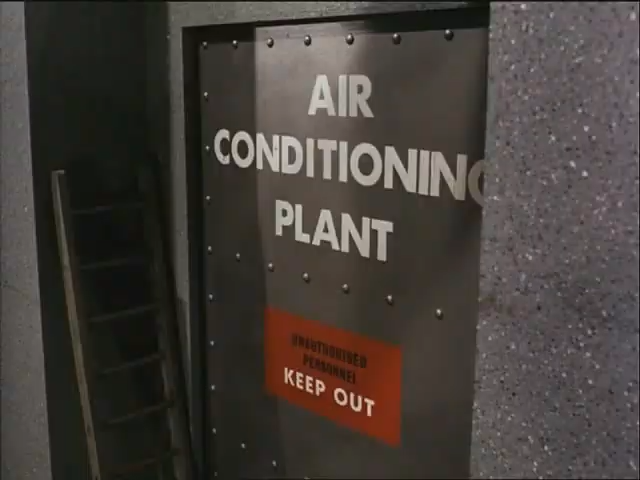 AIR
CONDITIONING
PLANT
UNAUTHORISED
PERSONNEL
KEEP OUT